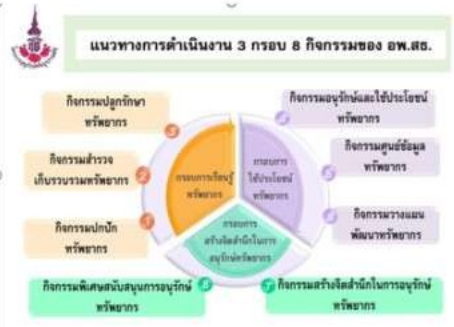 แนวทางการดำเนินงาน 3 กรอบ 8 กิจกรรมของ อพ.สธ.
กิจกรรมปลูกรักษา
ทรัพยากร
3
กิจกรรมสำรวจ
เก็บรวบรวมทรัพยากร
2
กิจกรรมปกปัก
ทรัพยากร
1
กรอบการเรียนรู้
ทรัพยากร
กิจกรรมอนุรักษ์และใช้ประโยชน์
ทรัพยากร
4
กิจกรรมศูนย์ข้อมูล
ทรัพยากร
5
กิจกรรมวางแผน
พัฒนาทรัพยากร
6
กรอบการ
ใช้ประโยชน์
ทรัพยากร
กรอบการ
สร้างจิตสำนึกในการ
อนุรักษ์ทรัพยากร
กิจกรรมพิเศษสนับสนุนการอนุรักษ์
ทรัพยากร
8
7
กิจกรรมสร้างจิตสำนึกในการอนุรักษ์
ทรัพยากร